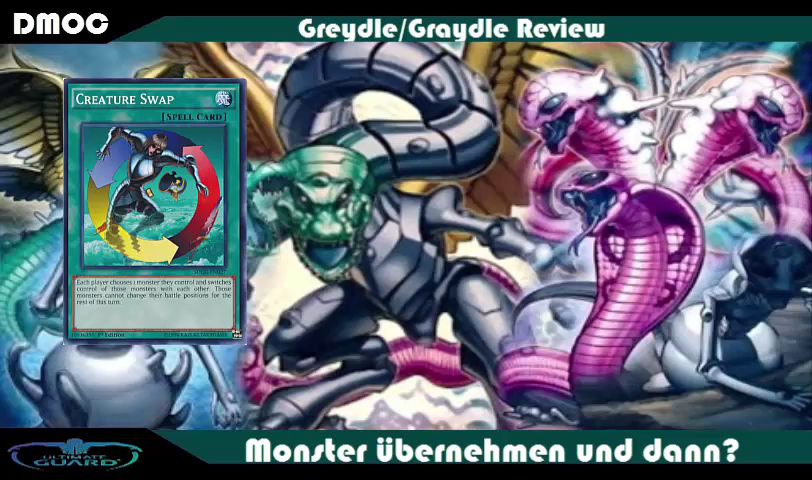 DMOC
Greydle/Graydle Review
Creature Swap
[Spell Card]
Each player chooses 1 monster they control and switches
control of those monsters with each other. Those
monsters cannot change their battle positions for the
rest of this turn.
1st Edition
ULTIMATE
GUARD
Monster übernehmen und dann?